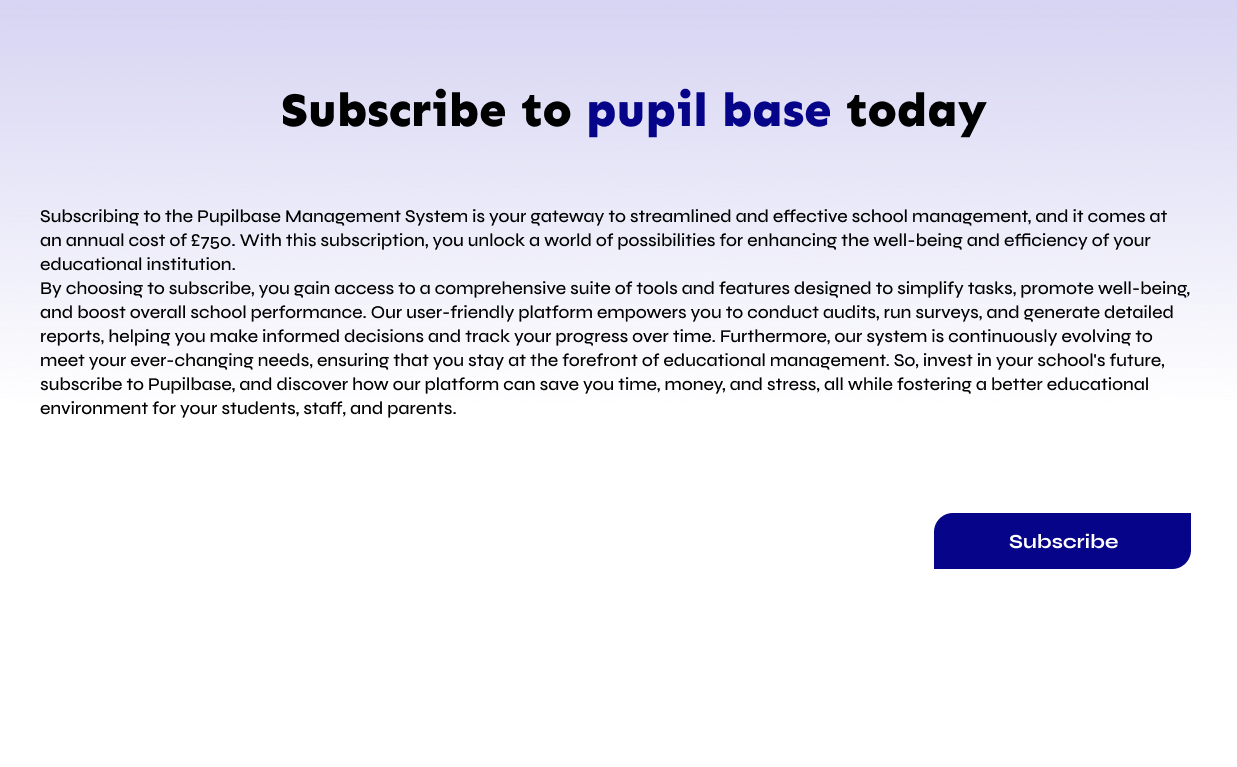 Subscribe to pupil base today
Subscribing to the Pupilbase Management System is your gateway to streamlined and effective school management, and it comes at
an annual cost of £750. With this subscription, you unlock a world of possibilities for enhancing the well-being and efficiency of your
educational institution.
By choosing to subscribe, you gain access to a comprehensive suite of tools and features designed to simplify tasks, promote well-being,
and boost overall school performance. Our user-friendly platform empowers you to conduct audits, run surveys, and generate detailed
reports, helping you make informed decisions and track your progress over time. Furthermore, our system is continuously evolving to
meet your ever-changing needs, ensuring that you stay at the forefront of educational management. So, invest in your school's future,
subscribe to Pupilbase, and discover how our platform can save you time, money, and stress, all while fostering a better educational
environment for your students, staff, and parents.
Subscribe